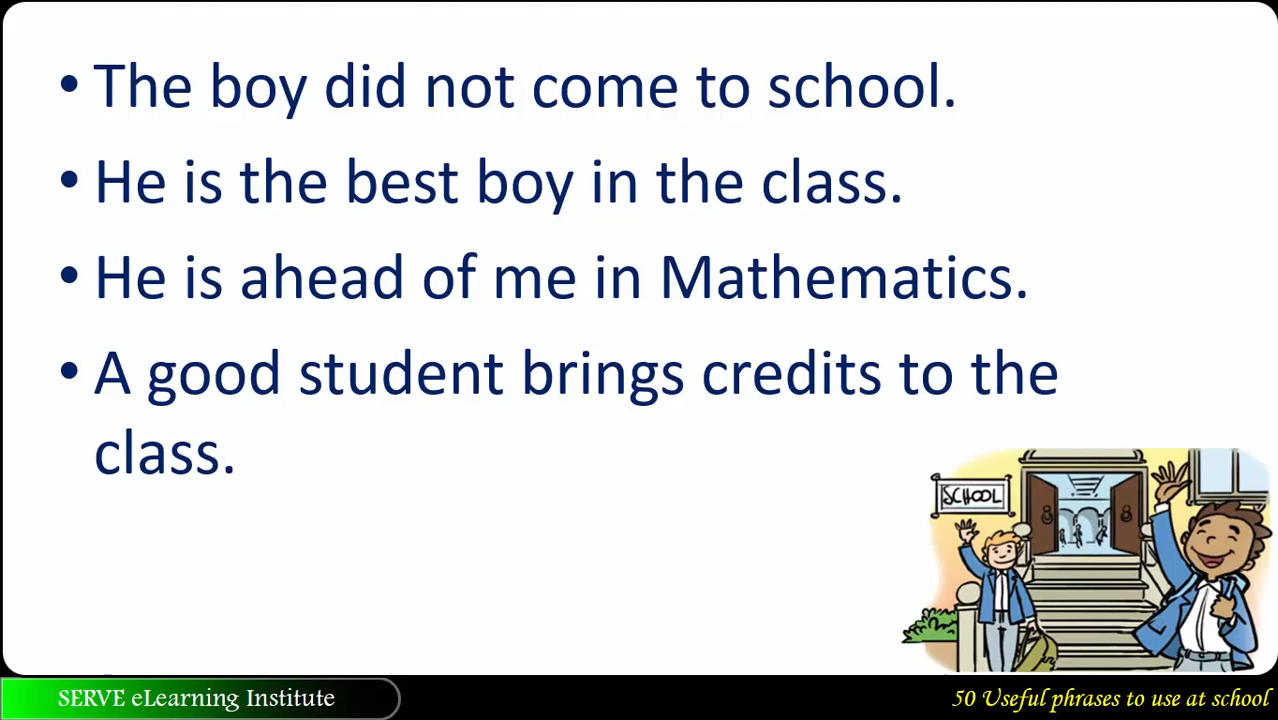 • The boy did not come to school.
• He is the best boy in the class.
• He is ahead of me in Mathematics.
• A good student brings credits to the
class.
SCHOOL
SERVE eLearning Institute
50 Useful phrases to use at school